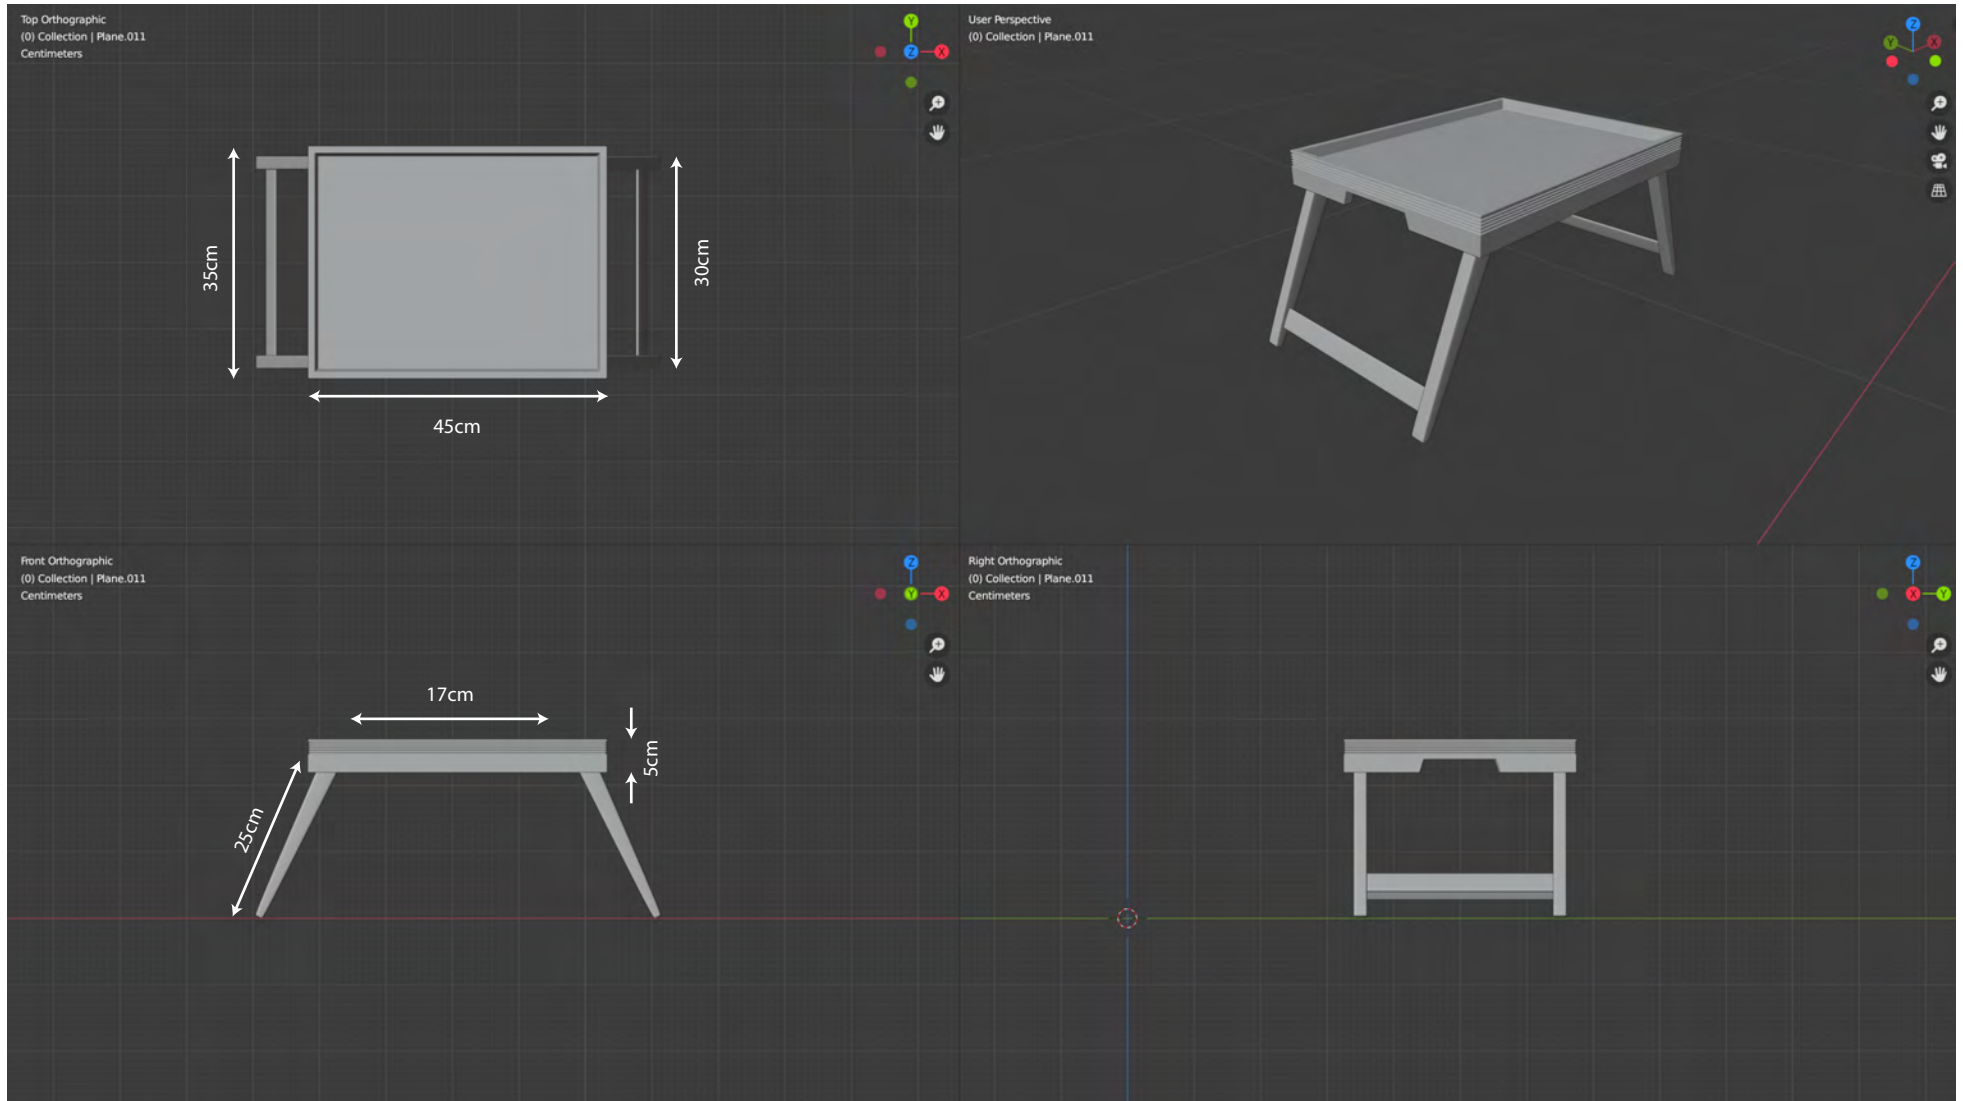 Top Orthographic
(0) Collection | Plane.011
Centimeters
Y
Z
X
35cm
30cm
45cm
User Perspective
(0) Collection | Plane.011
Z
Y
X
Front Orthographic
(0) Collection | Plane.011
Centimeters
Z
Y
X
17cm
5cm
25cm
Right Orthographic
(0) Collection | Plane.011
Centimeters
Z
X
Y